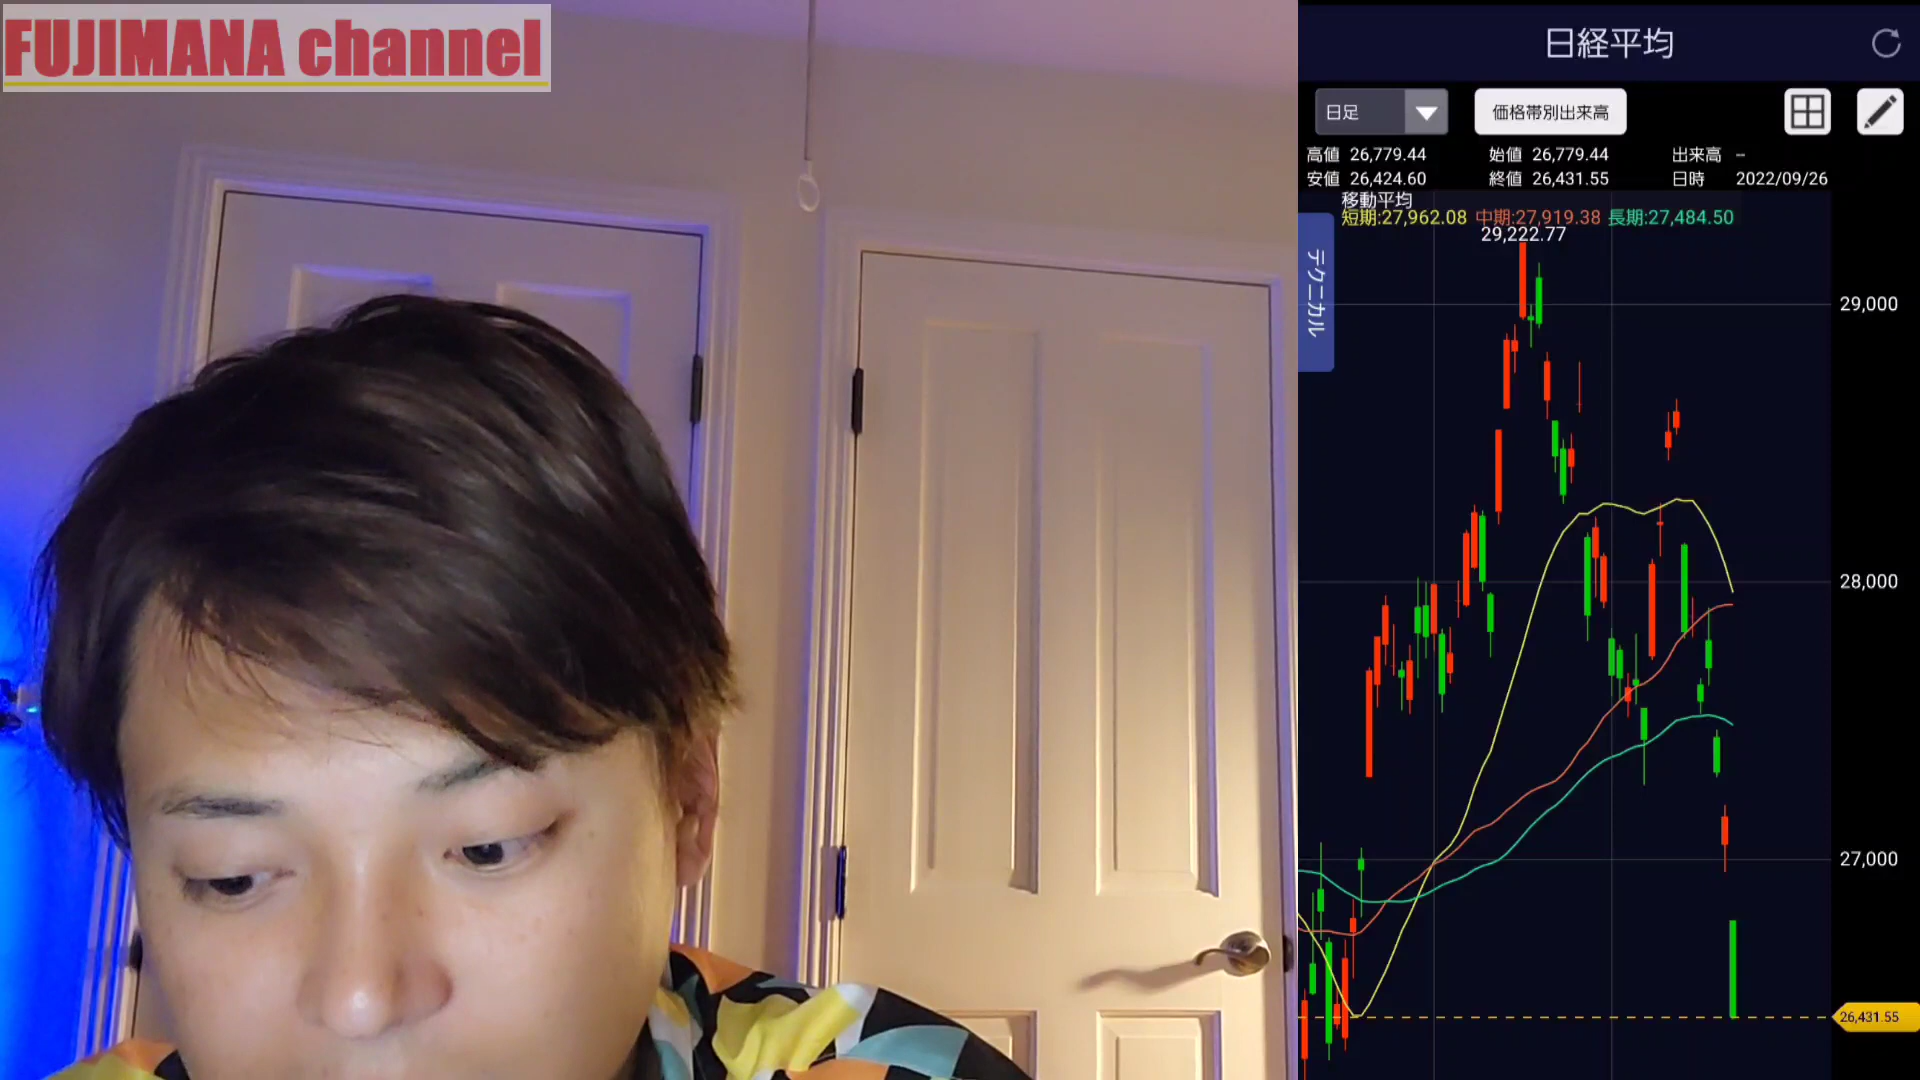 FUJIMANA channel
日経平均
日足
価格帯別出来高
高値 26,779.44 始値 26,779.44 出来高 –
安値 26,424.60 終値 26,431.55 日時 2022/09/26
移動平均
短期:27,962.08 中期:27,919.38 長期:27,484.50
29,222.77
テクニカル
29,000
28,000
27,000
26,431.55